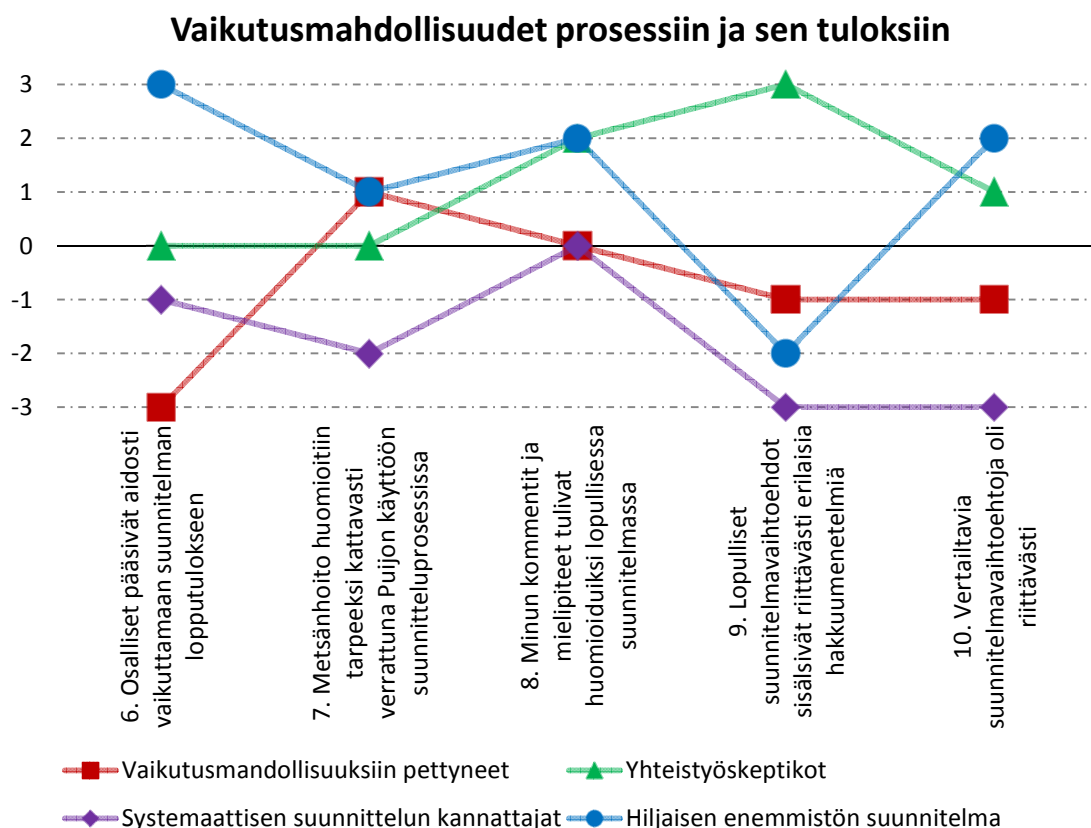 Vaikutusmahdollisuudet prosessiin ja sen tuloksiin
3
2
1
0
-1
-2
-3
6. Osalliset pääsivät aidosti
vaikuttamaan suunnitelman
lopputulokseen
7. Metsänhoito huomioitiin
tarpeeksi kattavasti
verrattuna Puijon käyttöön
suunnitteluprosessissa
8. Minun kommentit ja
mielipiteet tulivat
huomioiduiksi lopullisessa
suunnitelmassa
9. Lopulliset
suunnitelmavaihtoehdot
sisälsivät riittävästi erilaisia
hakkuumenetelmiä
10. Vertailtavia
suunnitelmavaihtoehtoja oli
riittävästi
Vaikutusmandollisuuksiin pettyneet
Yhteistyöskeptikot
Systemaattisen suunnittelun kannattajat
Hiljaisen enemmistön suunnitelma